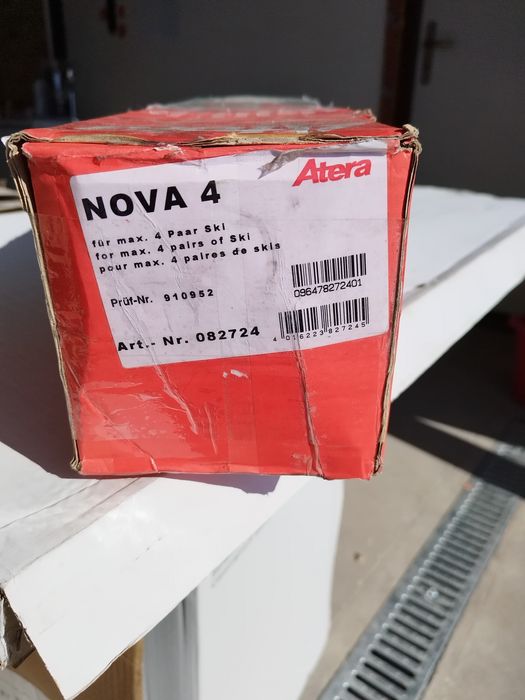 Atera
NOVA 4
für max. 4 Paar Ski
for max. 4 pairs of Ski
pour max. 4 paires de skis
Prüf-Nr. 910952
096478272401
Art.- Nr. 082724
4 016223 827245